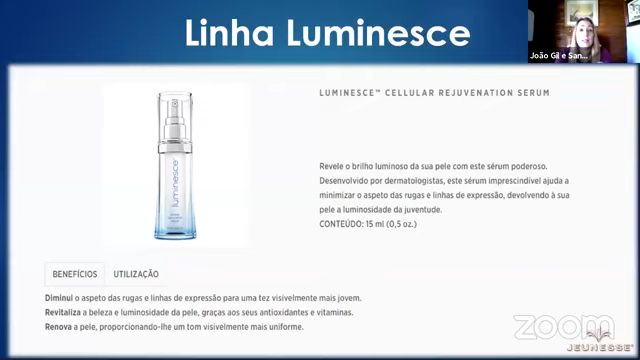 Linha Luminesce
João Gil e San...
LUMINESCE™ CELLULAR REJUVENATION SERUM
luminesce
Revele o brilho luminoso da sua pele com este sérum poderoso.
Desenvolvido por dermatologistas, este sérum imprescindível ajuda a
minimizar o aspeto das rugas e linhas de expressão, devolvendo à sua
pele a luminosidade da juventude.
CONTEÚDO: 15 ml (0,5 oz.)
BENEFÍCIOS UTILIZAÇÃO
Diminui o aspeto das rugas e linhas de expressão para uma tez visivelmente mais jovem.
Revitaliza a beleza e luminosidade da pele, graças aos seus antioxidantes e vitaminas.
Renova a pele, proporcionando-lhe um tom visivelmente mais uniforme.
zoom
JEUNESSE